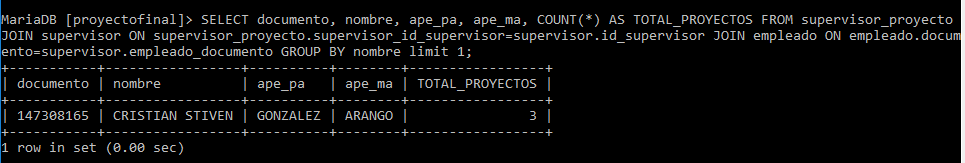 MariaDB [proyectofinal]> SELECT documento, nombre, ape_pa, ape_ma, COUNT(*) AS TOTAL_PROYECTOS FROM supervisor_proyecto
JOIN supervisor ON supervisor_proyecto.supervisor_id_supervisor=supervisor.id_supervisor JOIN empleado ON empleado.docum
ento=supervisor.empleado_documento GROUP BY nombre limit 1;
+-----------+-----------------+----------+--------+-----------------+
| documento | nombre          | ape_pa   | ape_ma | TOTAL_PROYECTOS |
+-----------+-----------------+----------+--------+-----------------+
| 147308165 | CRISTIAN STIVEN | GONZALEZ | ARANGO |               3 |
+-----------+-----------------+----------+--------+-----------------+
1 row in set (0.00 sec)